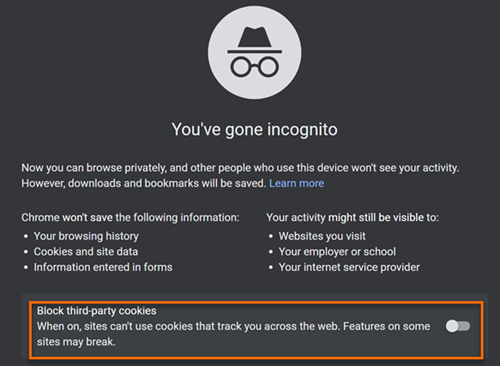 You've gone incognito
Now you can browse privately, and other people who use this device won't see your activity.
However, downloads and bookmarks will be saved. Learn more
Chrome won't save the following information:
• Your browsing history
• Cookies and site data
• Information entered in forms
Your activity might still be visible to:
• Websites you visit
• Your employer or school
• Your internet service provider
Block third-party cookies
When on, sites can't use cookies that track you across the web. Features on some
sites may break.